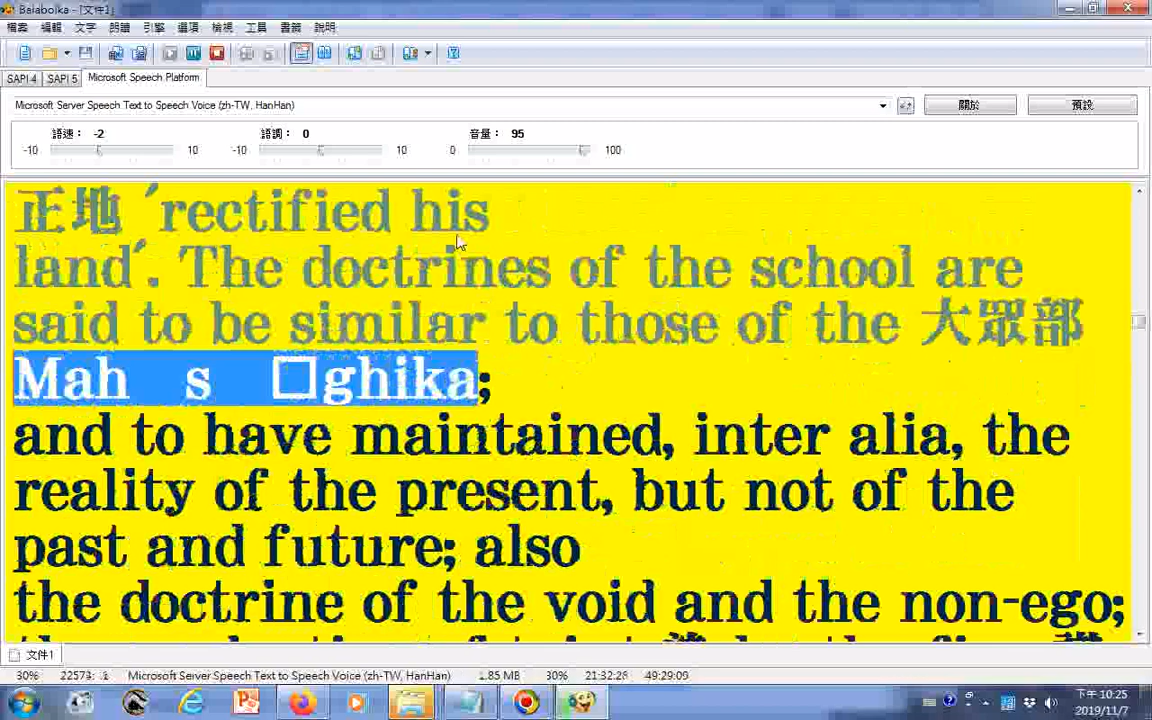 Balabolka - [文件1]
檔案 編輯 文字 朗讀 引擎 選項 檢視 工具 書籤 說明
SAPI 4 SAPI 5 Microsoft Speech Platform
Microsoft Server Speech Text to Speech Voice (zh-TW, HanHan) 關於 預設
語速： -2 語調： 0 音量： 95
-10 10 -10 10 0 100
正地 ′rectified his
land′. The doctrines of the school are
said to be similar to those of the 大眾部
Mah s □ghika;
and to have maintained, inter alia, the
reality of the present, but not of the
past and future; also
the doctrine of the void and the non-ego;
文件1
30% Microsoft Server Speech Text to Speech Voice (zh-TW, HanHan) 1.85 MB 30% 21:32:28 49:29:09
下午 10:25
2019/11/7